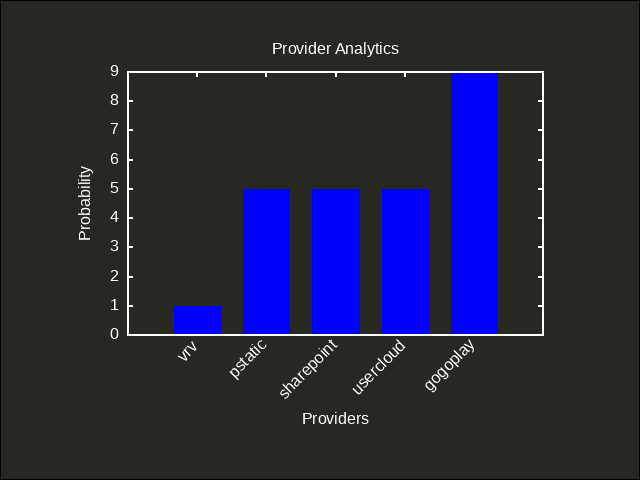 Provider Analytics
9
8
7
6
5
4
3
2
1
0
Probability
vrv
pstatic
sharepoint
usercloud
gogoplay
Providers